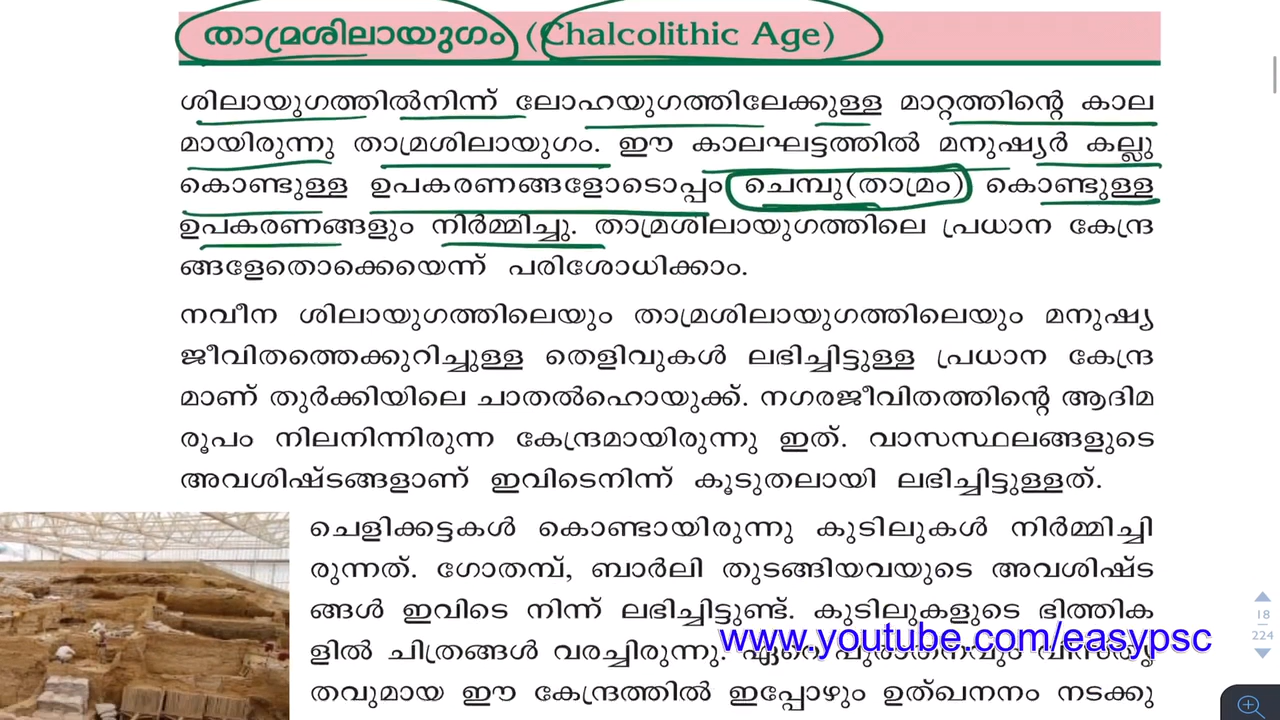 താമ്രശിലായുഗം (Chalcolithic Age)
ശിലായുഗത്തിൽനിന്ന് ലോഹയുഗത്തിലേക്കുള്ള മാറ്റത്തിന്റെ കാല
മായിരുന്നു താമ്രശിലായുഗം. ഈ കാലഘട്ടത്തിൽ മനുഷ്യർ കല്ലു
കൊണ്ടുള്ള ഉപകരണങ്ങളോടൊപ്പം ചെമ്പു(താമ്രം) കൊണ്ടുള്ള
ഉപകരണങ്ങളും നിർമ്മിച്ചു. താമ്രശിലായുഗത്തിലെ പ്രധാന കേന്ദ്ര
ങ്ങളേതൊക്കെയെന്ന് പരിശോധിക്കാം.
നവീന ശിലായുഗത്തിലെയും താമ്രശിലായുഗത്തിലെയും മനുഷ്യ
ജീവിതത്തെക്കുറിച്ചുള്ള തെളിവുകൾ ലഭിച്ചിട്ടുള്ള പ്രധാന കേന്ദ്ര
മാണ് തുർക്കിയിലെ ചാതൽഹൊയുക്ക്. നഗരജീവിതത്തിന്റെ ആദിമ
രൂപം നിലനിന്നിരുന്ന കേന്ദ്രമായിരുന്നു ഇത്. വാസസ്ഥലങ്ങളുടെ
അവശിഷ്ടങ്ങളാണ് ഇവിടെനിന്ന് കൂടുതലായി ലഭിച്ചിട്ടുള്ളത്.
ചെളിക്കട്ടകൾ കൊണ്ടായിരുന്നു കുടിലുകൾ നിർമ്മിച്ചി
രുന്നത്. ഗോതമ്പ്, ബാർലി തുടങ്ങിയവയുടെ അവശിഷ്ട
ങ്ങൾ ഇവിടെ നിന്ന് ലഭിച്ചിട്ടുണ്ട്. കുടിലുകളുടെ ഭിത്തിക
ളിൽ ചിത്രങ്ങൾ വരച്ചിരുന്നു.
www.youtube.com/easypsc
തവുമായ ഈ കേന്ദ്രത്തിൽ ഇപ്പോഴും ഉത്ഖനനം നടക്കു
18
224